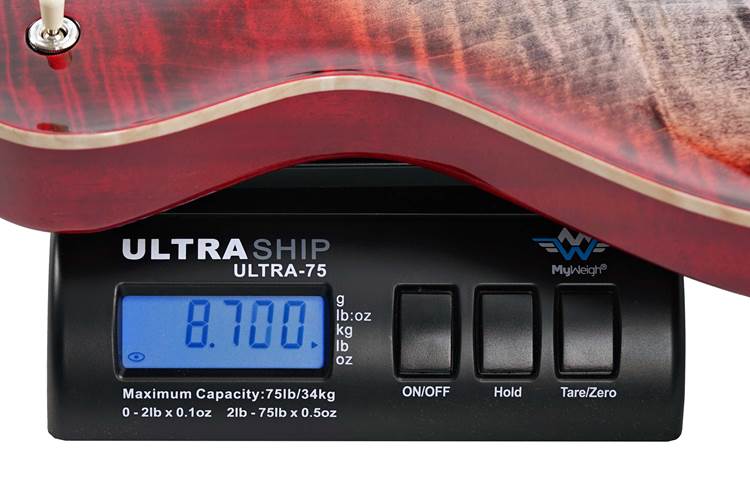 ULTRASHIP
ULTRA-75
MyWeigh®
8.700
g
lb:oz
kg
lb
oz
ON/OFF
Hold
Tare/Zero
Maximum Capacity:75lb/34kg
0 - 2lb x 0.1oz 2lb - 75lb x 0.5oz